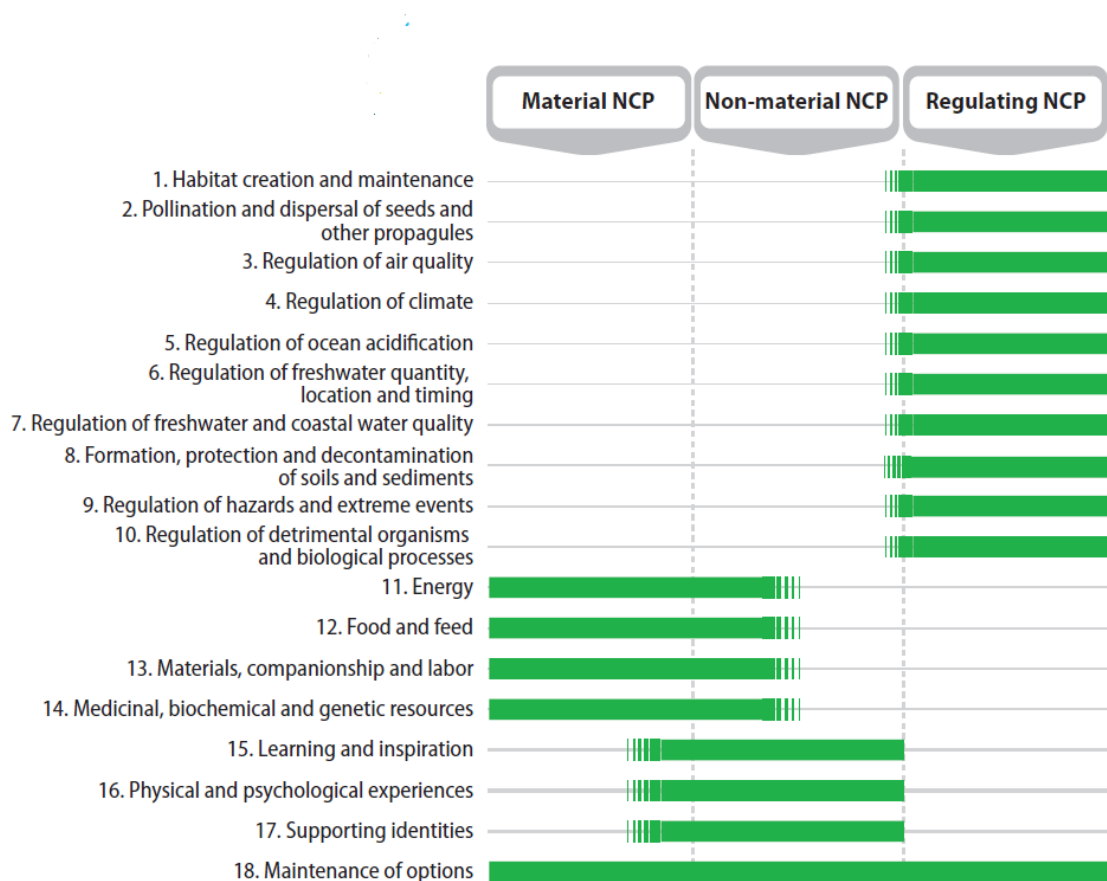 Material NCP
Non-material NCP
Regulating NCP
1. Habitat creation and maintenance
2. Pollination and dispersal of seeds and
other propagules
3. Regulation of air quality
4. Regulation of climate
5. Regulation of ocean acidification
6. Regulation of freshwater quantity,
location and timing
7. Regulation of freshwater and coastal water quality
8. Formation, protection and decontamination
of soils and sediments
9. Regulation of hazards and extreme events
10. Regulation of detrimental organisms
and biological processes
11. Energy
12. Food and feed
13. Materials, companionship and labor
14. Medicinal, biochemical and genetic resources
15. Learning and inspiration
16. Physical and psychological experiences
17. Supporting identities
18. Maintenance of options